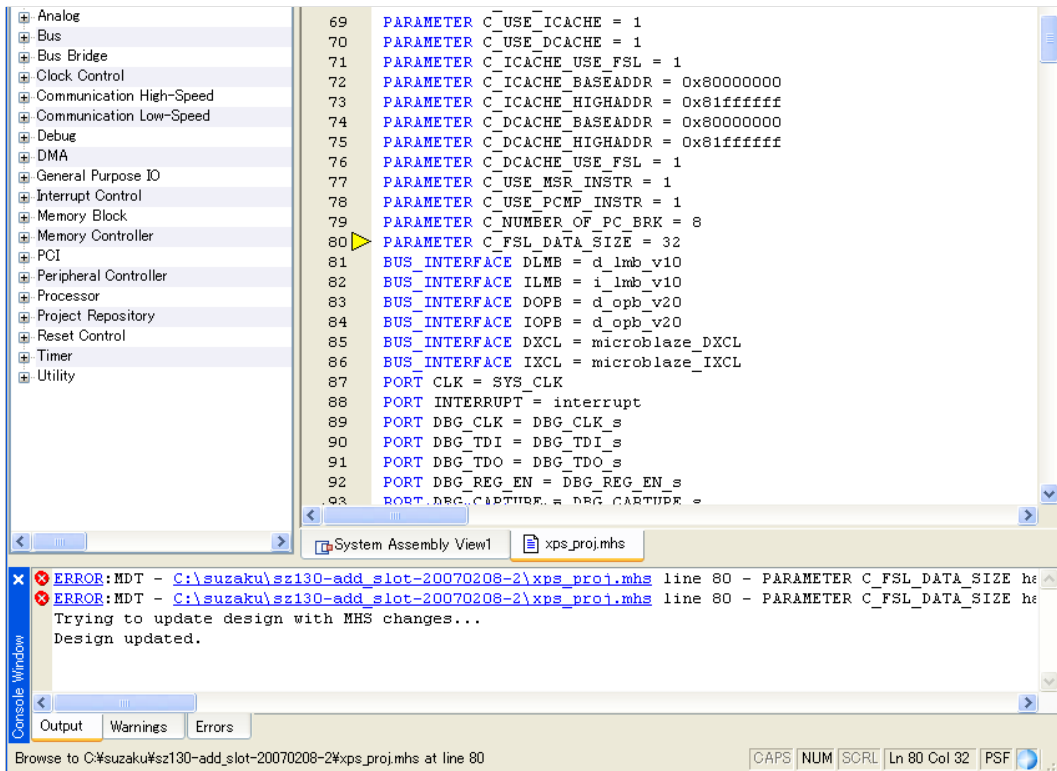 Analog
Bus
Bus Bridge
Clock Control
Communication High-Speed
Communication Low-Speed
Debug
DMA
General Purpose IO
Interrupt Control
Memory Block
Memory Controller
PCI
Peripheral Controller
Processor
Project Repository
Reset Control
Timer
Utility
69 PARAMETER C_USE_ICACHE = 1
70 PARAMETER C_USE_DCACHE = 1
71 PARAMETER C_ICACHE_USE_FSL = 1
72 PARAMETER C_ICACHE_BASEADDR = 0x80000000
73 PARAMETER C_ICACHE_HIGHADDR = 0x81ffffff
74 PARAMETER C_DCACHE_BASEADDR = 0x80000000
75 PARAMETER C_DCACHE_HIGHADDR = 0x81ffffff
76 PARAMETER C_DCACHE_USE_FSL = 1
77 PARAMETER C_USE_MSR_INSTR = 1
78 PARAMETER C_USE_PCMP_INSTR = 1
79 PARAMETER C_NUMBER_OF_PC_BRK = 8
80 PARAMETER C_FSL_DATA_SIZE = 32
81 BUS_INTERFACE DLMB = d_lmb_v10
82 BUS_INTERFACE ILMB = i_lmb_v10
83 BUS_INTERFACE DOPB = d_opb_v20
84 BUS_INTERFACE IOPB = d_opb_v20
85 BUS_INTERFACE DXCL = microblaze_DXCL
86 BUS_INTERFACE IXCL = microblaze_IXCL
87 PORT CLK = SYS_CLK
88 PORT INTERRUPT = interrupt
89 PORT DBG_CLK = DBG_CLK_s
90 PORT DBG_TDI = DBG_TDI_s
91 PORT DBG_TDO = DBG_TDO_s
92 PORT DBG_REG_EN = DBG_REG_EN_s
93 PORT DBG_CAPTURE = DBG_CAPTURE_s
System Assembly View1
xps_proj.mhs
ERROR:MDT - C:\suzaku\sz130-add_slot-20070208-2\xps_proj.mhs line 80 - PARAMETER C_FSL_DATA_SIZE ha
ERROR:MDT - C:\suzaku\sz130-add_slot-20070208-2\xps_proj.mhs line 80 - PARAMETER C_FSL_DATA_SIZE ha
Trying to update design with MHS changes...
Design updated.
Console Window
Output Warnings Errors
Browse to C:¥suzaku¥sz130-add_slot-20070208-2¥xps_proj.mhs at line 80
CAPS NUM SCRL Ln 80 Col 32 PSF